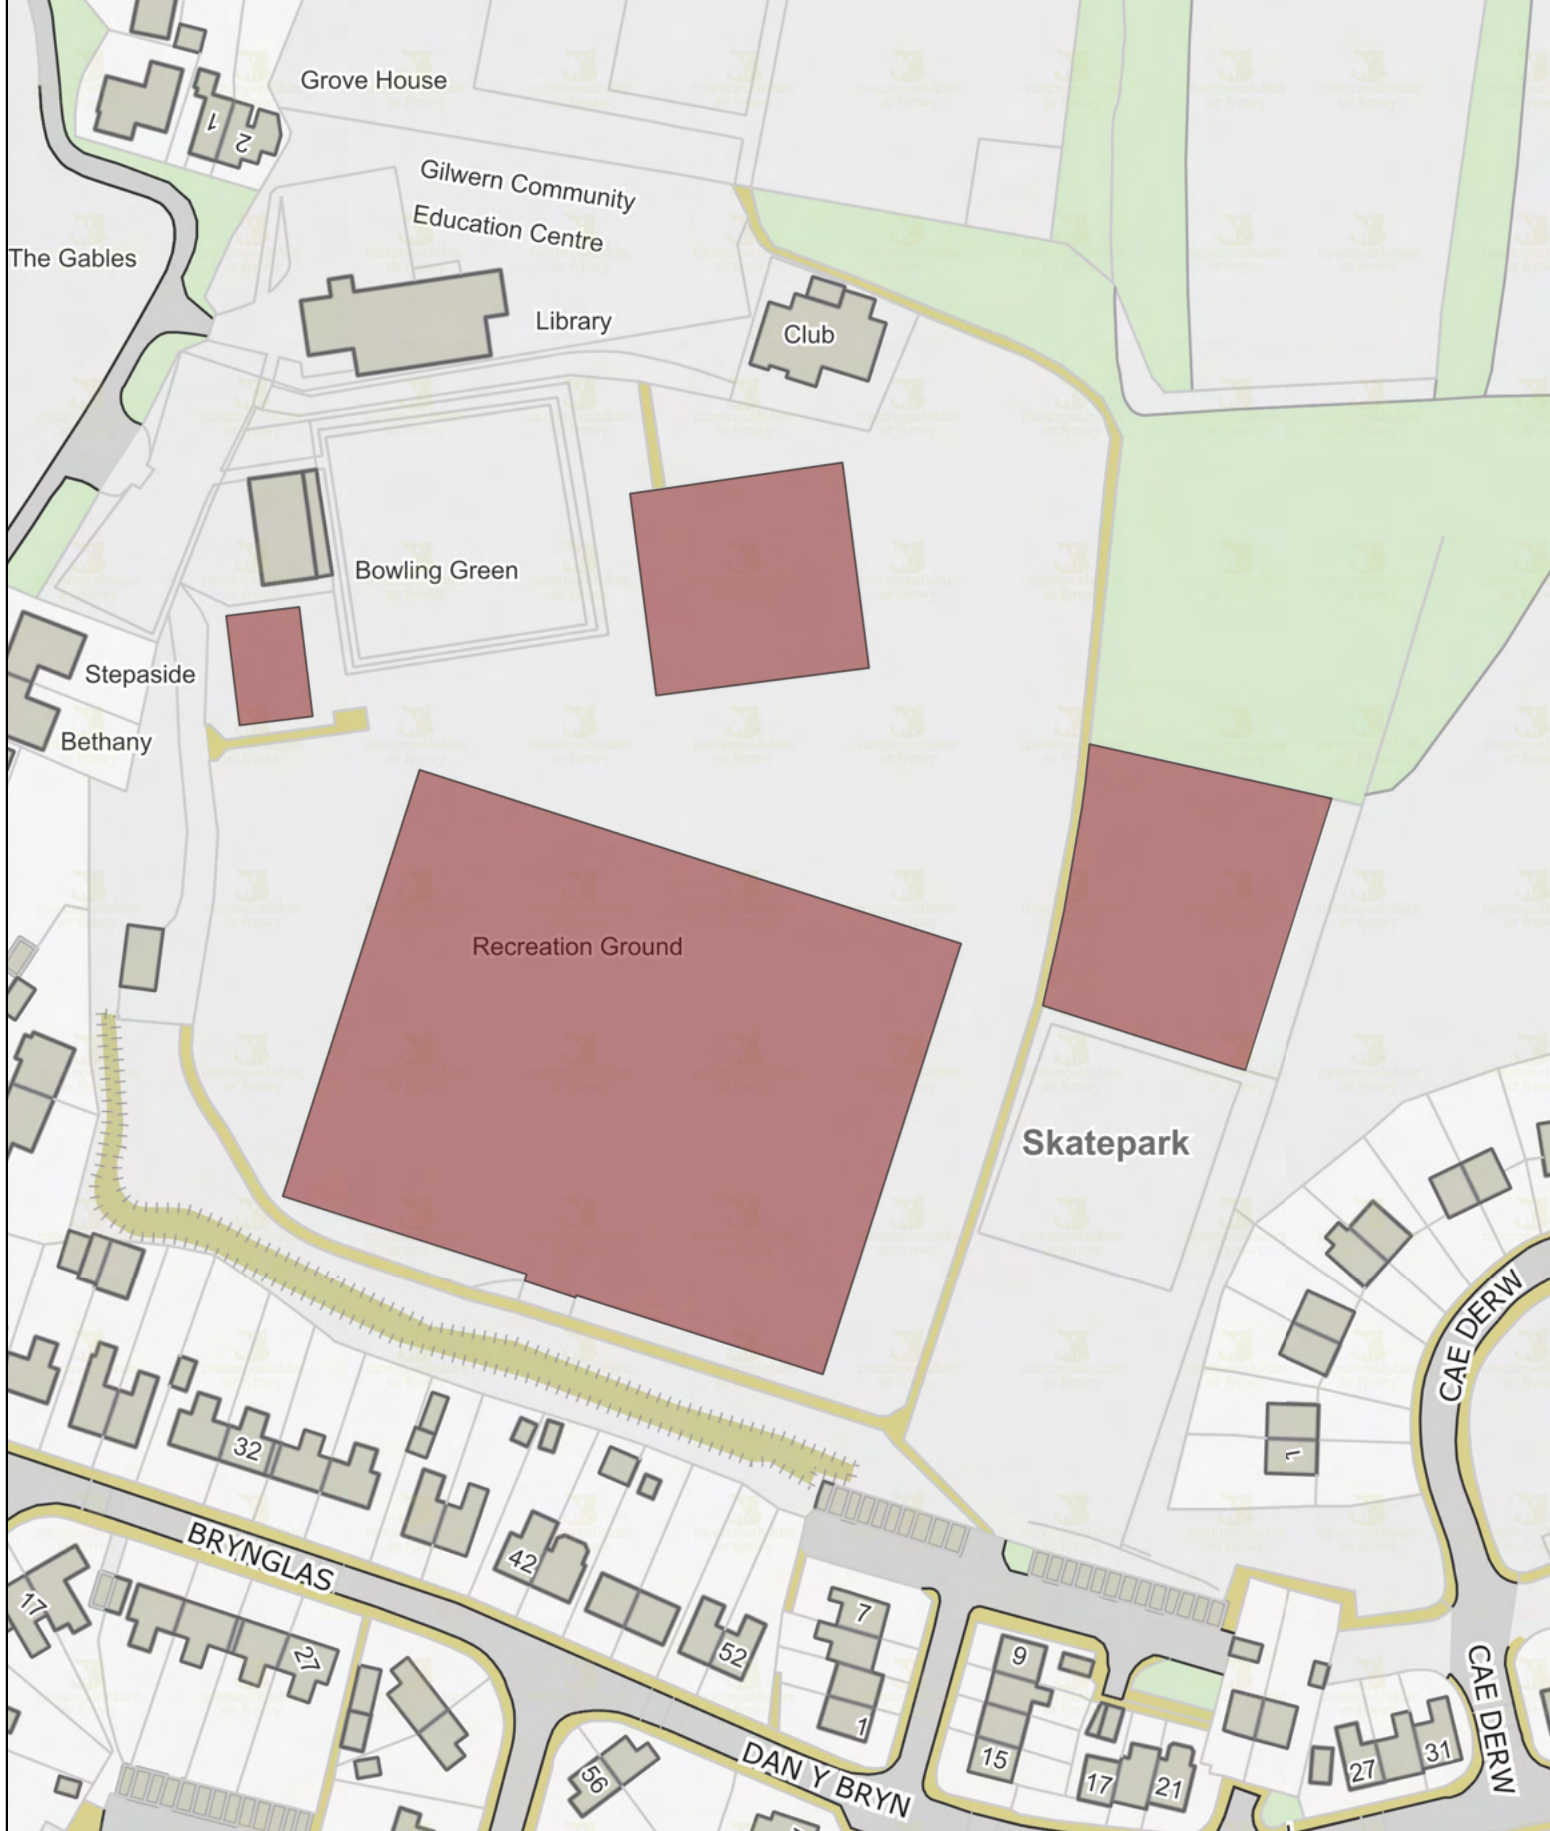 Grove House
1
2
Gilwern Community
Education Centre
The Gables
Library
Club
Bowling Green
Stepaside
Bethany
Recreation Ground
Skatepark
CAE DERW
1
32
BRYNGLAS
42
17
27
52
7
1
9
15
17
21
56
DAN Y BRYN
27
31
CAE DERW